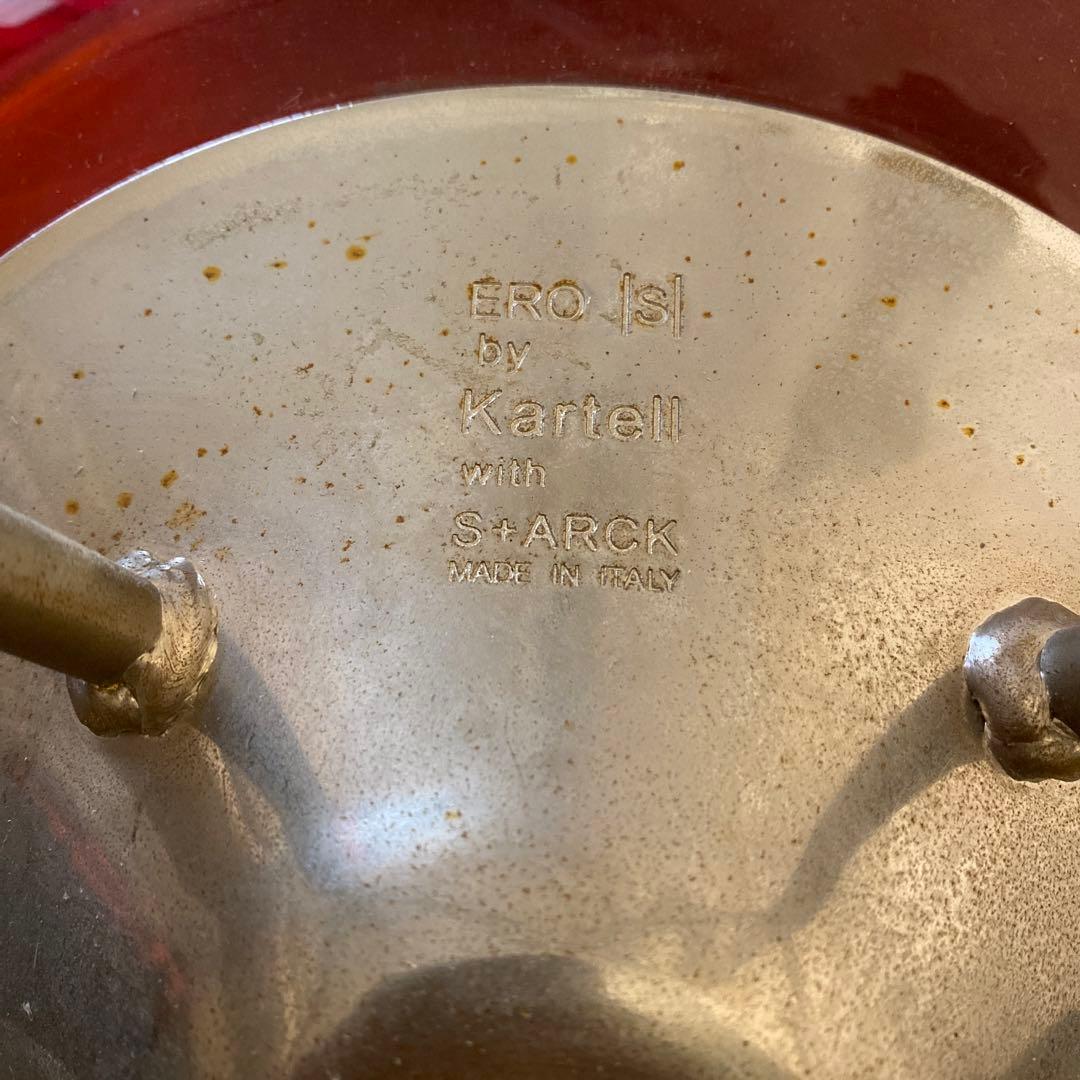 ERO |S|
by
Kartell
with
S+ARCK
MADE IN ITALY